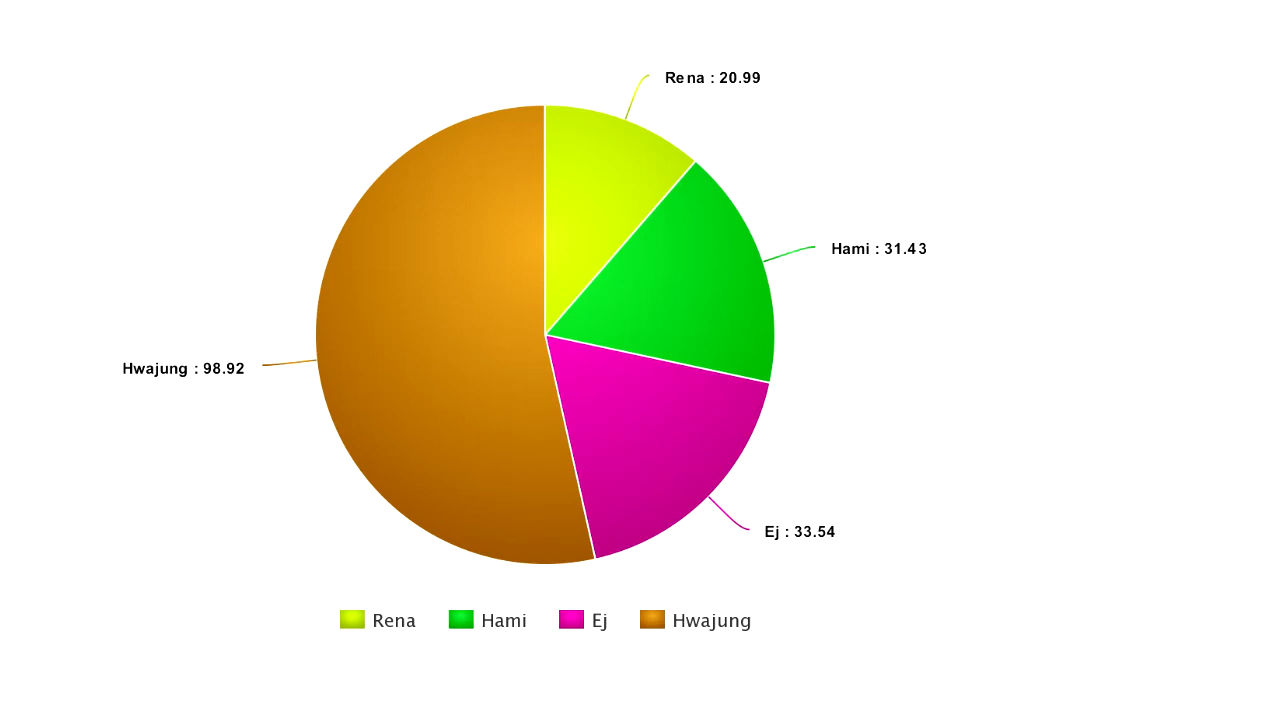 Rena : 20.99
Hami : 31.43
Hwajung : 98.92
Ej : 33.54
Rena Hami Ej Hwajung